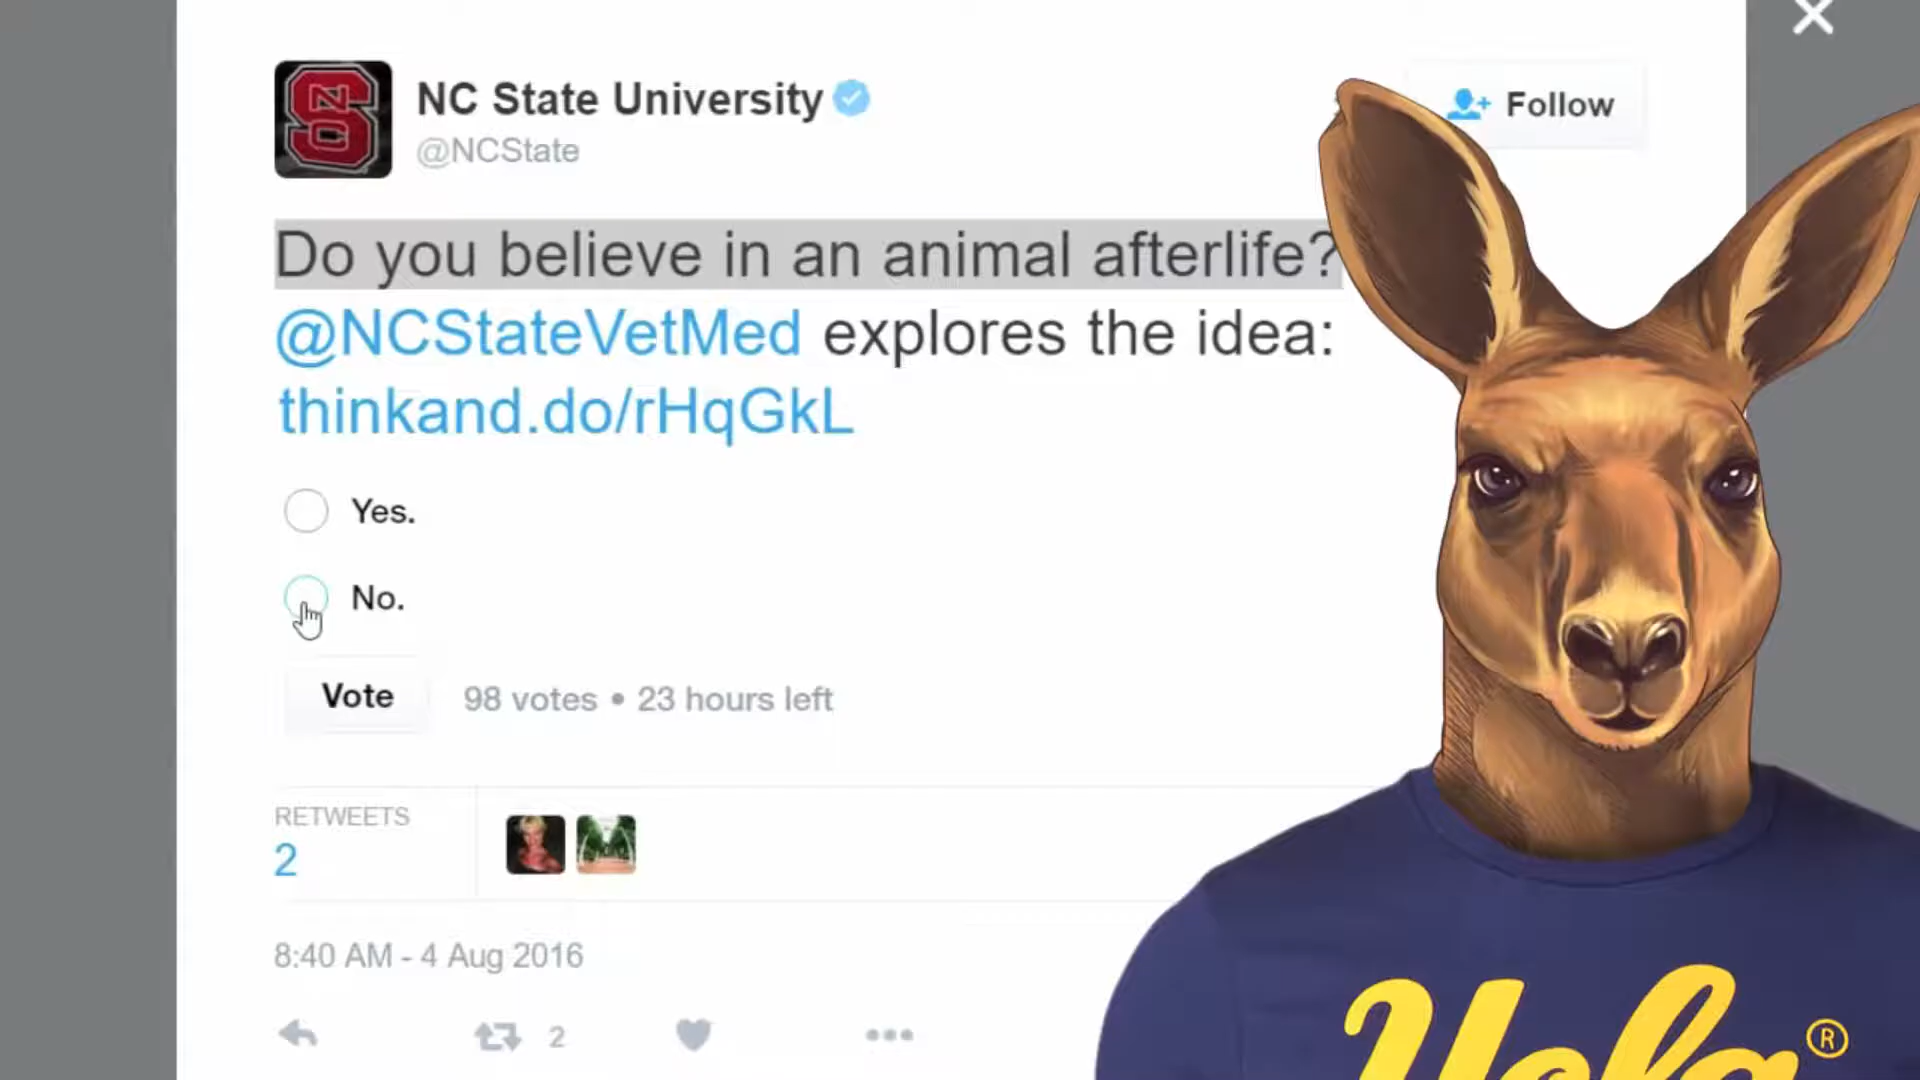 NC State University
@NCState
Follow
Do you believe in an animal afterlife?
@NCStateVetMed explores the idea:
thinkand.do/rHqGkL
Yes.
No.
Vote
98 votes • 23 hours left
RETWEETS
2
8:40 AM - 4 Aug 2016
2
®